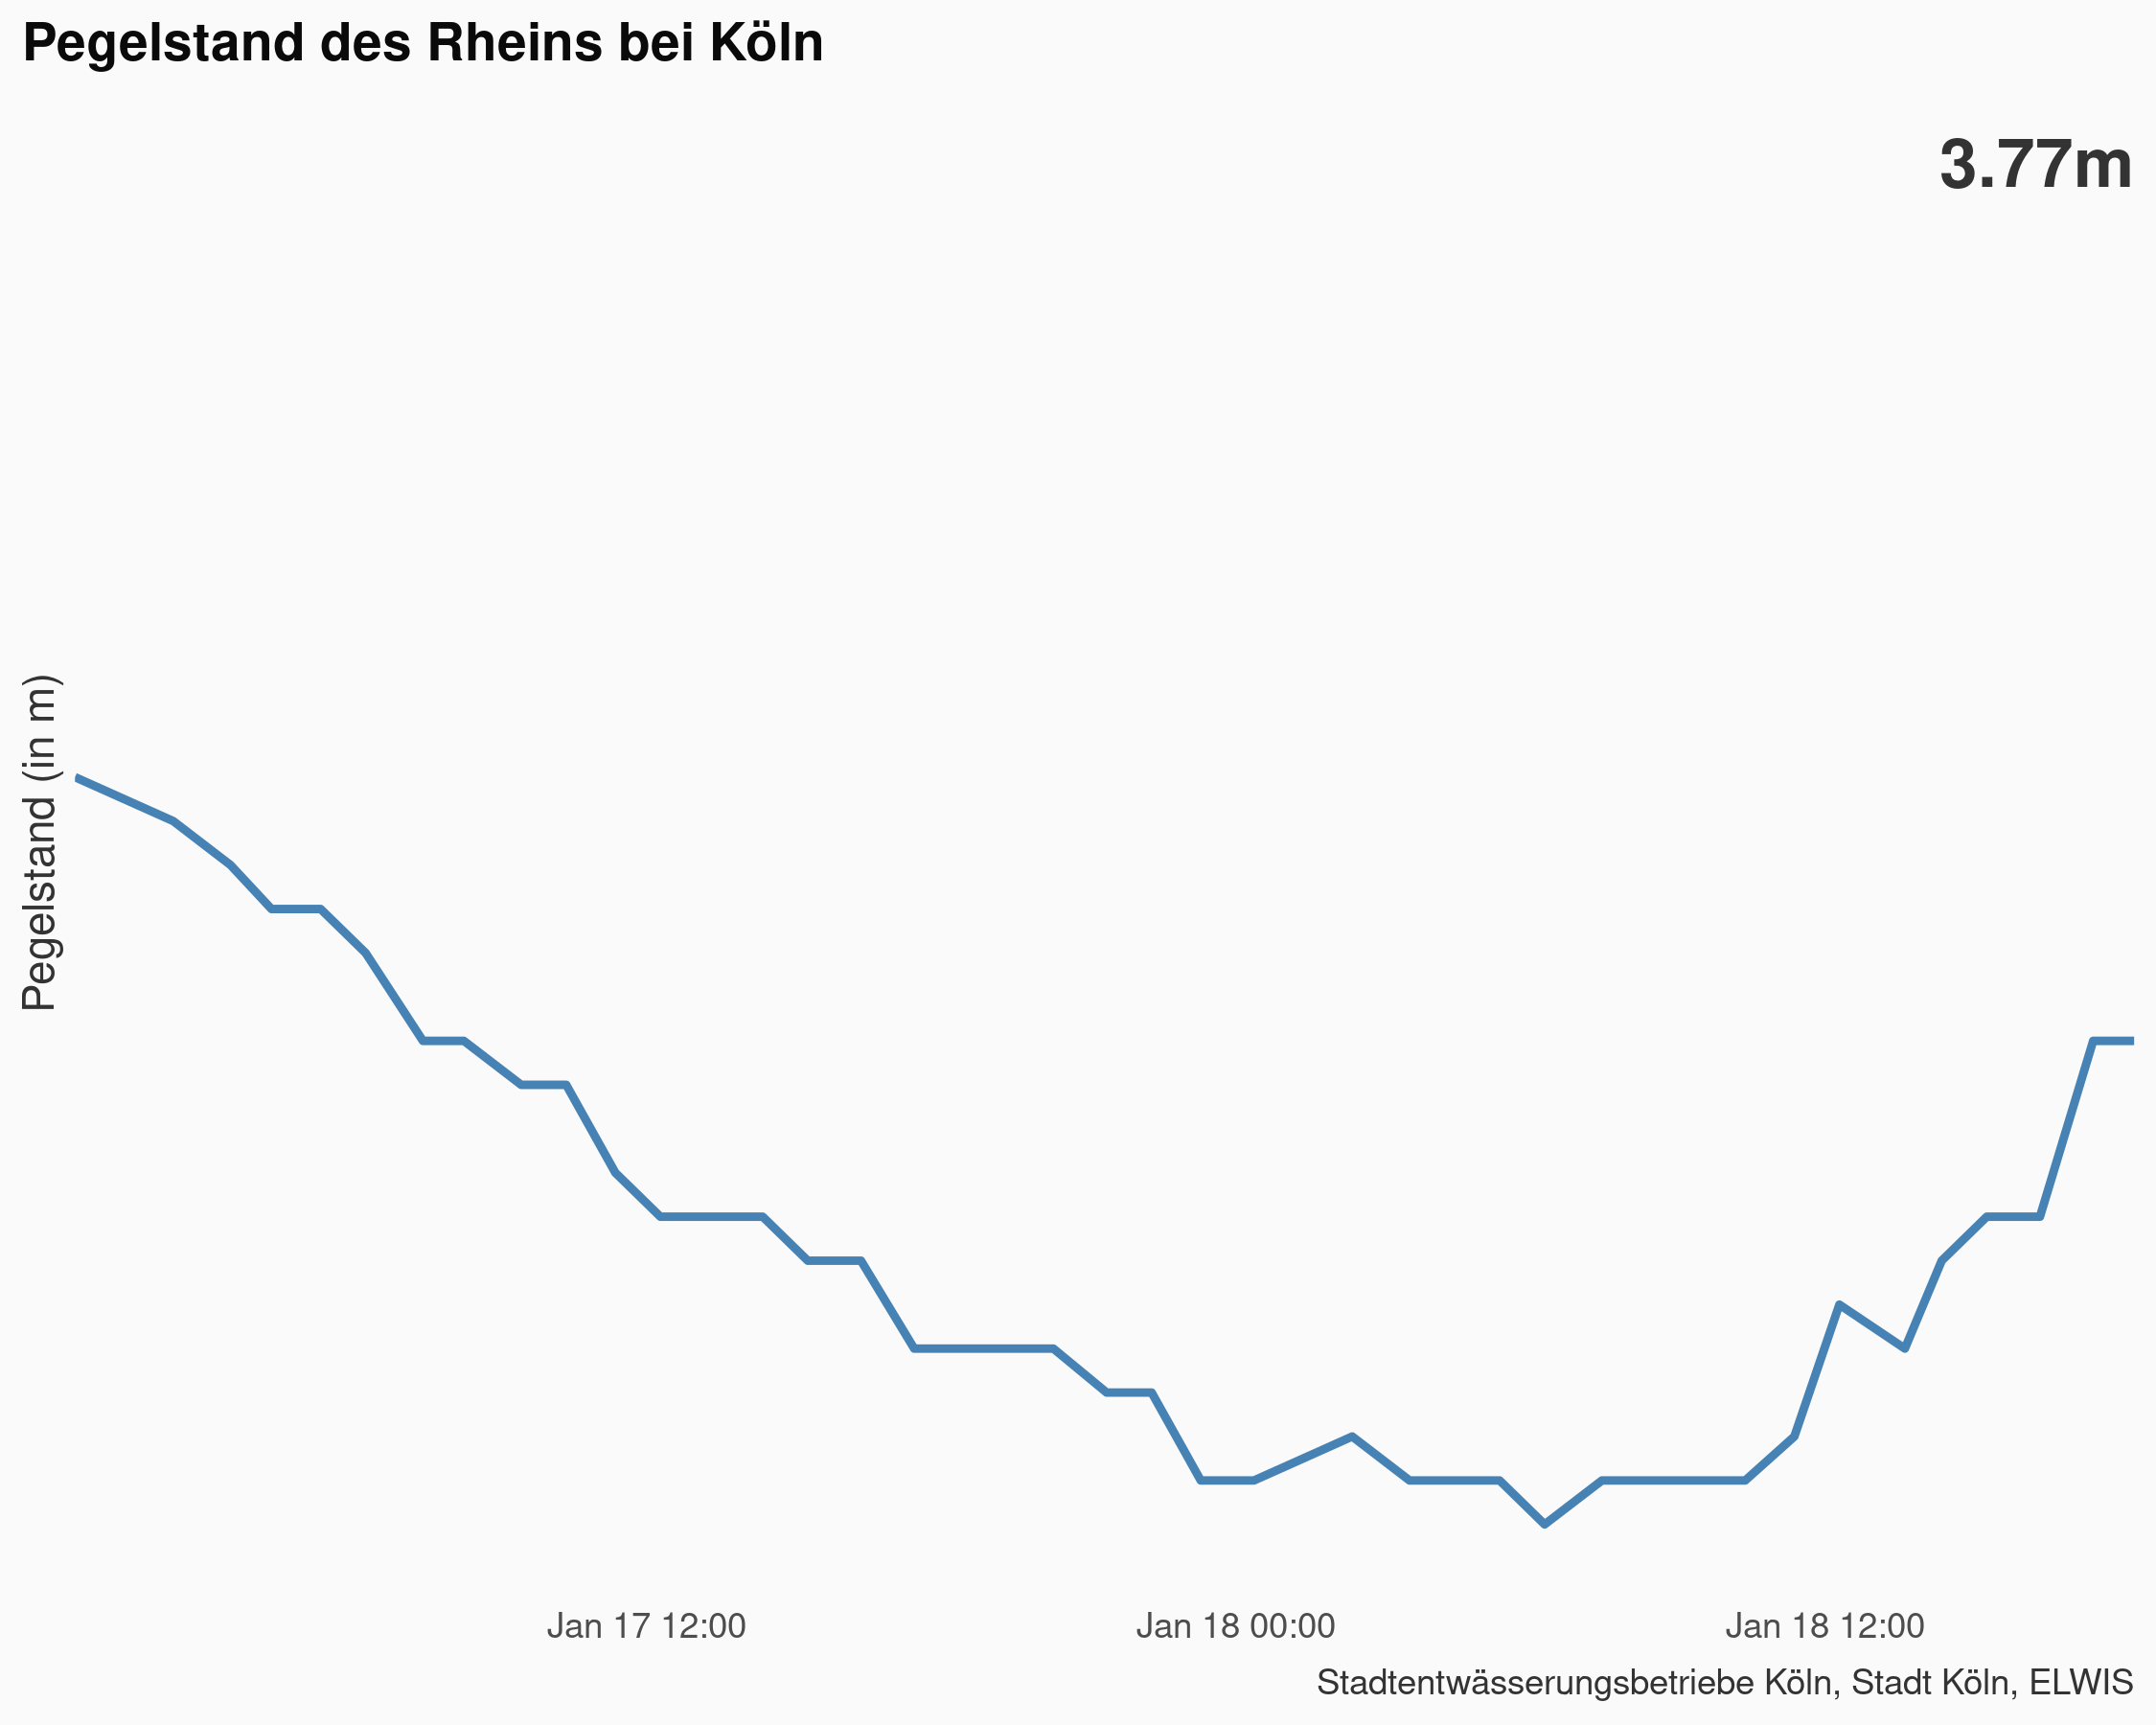 Pegelstand des Rheins bei Köln
3.77m
Pegelstand (in m)
Jan 17 12:00
Jan 18 00:00
Jan 18 12:00
Stadtentwässerungsbetriebe Köln, Stadt Köln, ELWIS